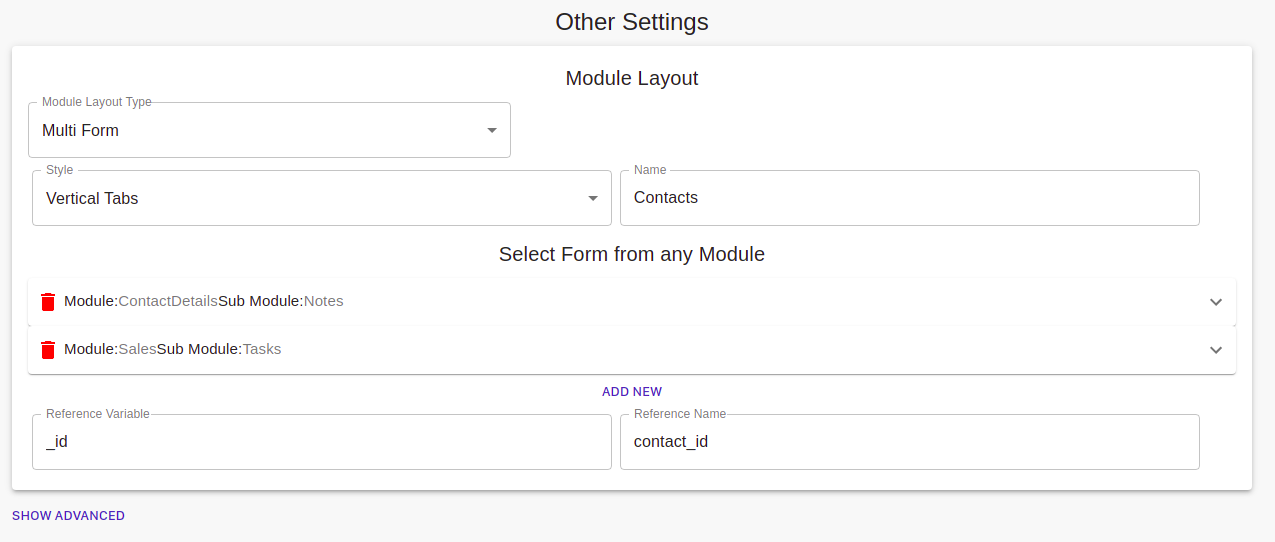 Other Settings
Module Layout
Module Layout Type
Multi Form
Style
Vertical Tabs
Name
Contacts
Select Form from any Module
Module:ContactDetailsSub Module:Notes
Module:SalesSub Module:Tasks
ADD NEW
Reference Variable
_id
Reference Name
contact_id
SHOW ADVANCED